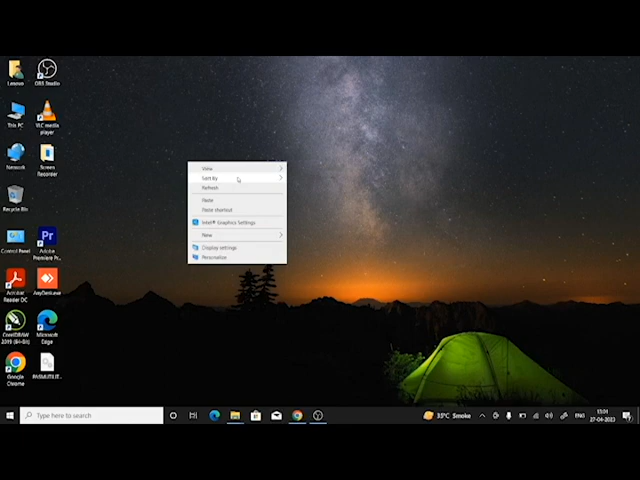 Lenovo
OBS Studio
This PC
VLC media
player
Network
Screen
Recorder
Recycle Bin
Control Panel
Adobe
Premiere Pr...
Acrobat
Reader DC
AnyDesk.exe
CorelDRAW
2019 (64-Bit)
Microsoft
Edge
Google
Chrome
View
Sort By
Refresh
Paste
Paste shortcut
Intel® Graphics Settings
New
Display settings
Personalize
Type here to search
Smoke
ENG
13:01
27-04-2023